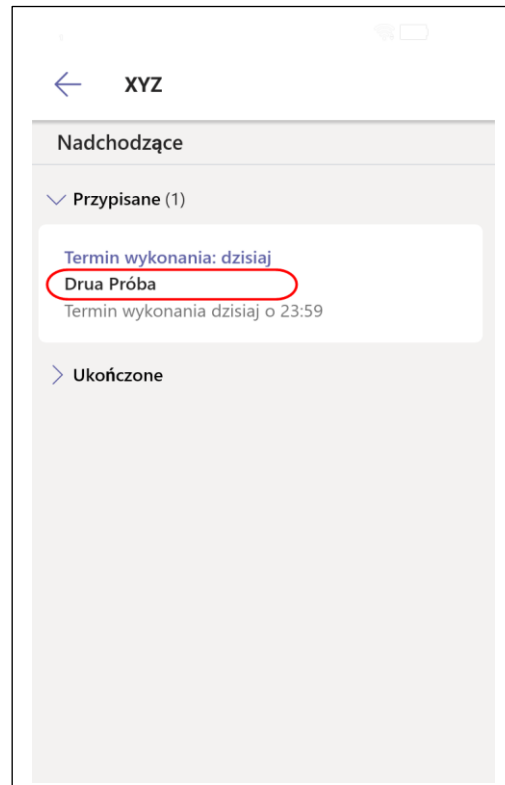 XYZ
Nadchodzące
Przypisane (1)
Termin wykonania: dzisiaj
Drua Próba
Termin wykonania dzisiaj o 23:59
Ukończone